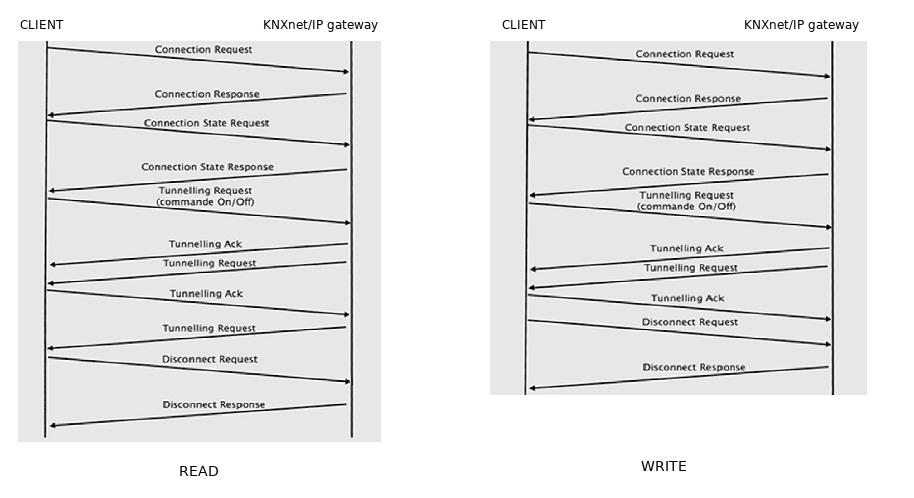 CLIENT
KNXnet/IP gateway
Connection Request
Connection Response
Connection State Request
Connection State Response
Tunnelling Request
(commande On/Off)
Tunnelling Ack
Tunnelling Request
Tunnelling Ack
Tunnelling Request
Disconnect Request
Disconnect Response
READ
CLIENT
KNXnet/IP gateway
Connection Request
Connection Response
Connection State Request
Connection State Response
Tunnelling Request
(commande On/Off)
Tunnelling Ack
Tunnelling Request
Tunnelling Ack
Disconnect Request
Disconnect Response
WRITE